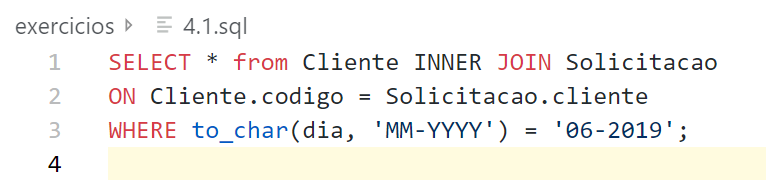 exercicios 4.1.sql
1 SELECT * from Cliente INNER JOIN Solicitacao
2 ON Cliente.codigo = Solicitacao.cliente
3 WHERE to_char(dia, 'MM-YYYY') = '06-2019';
4